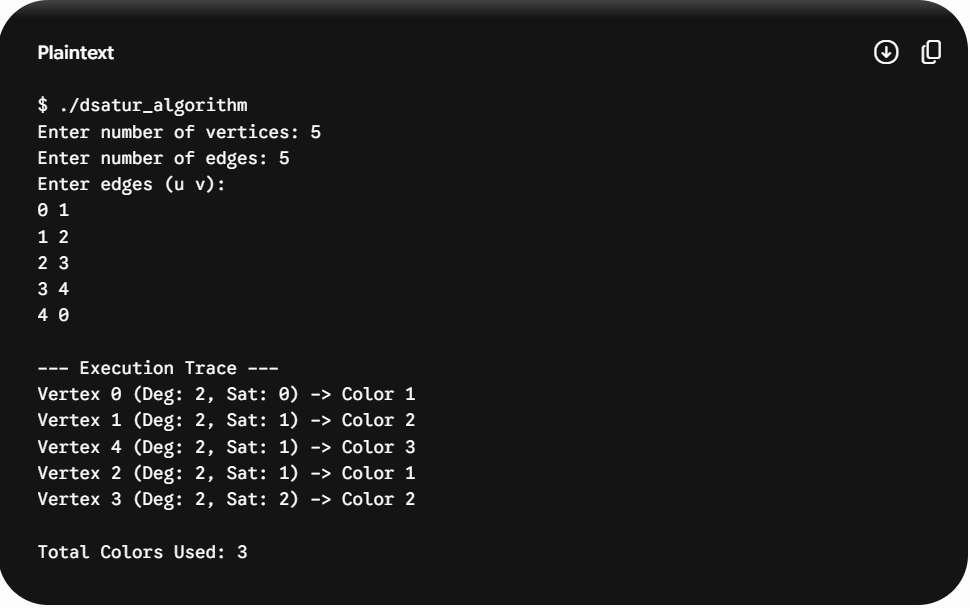 Plaintext
$ ./dsatur_algorithm
Enter number of vertices: 5
Enter number of edges: 5
Enter edges (u v):
0 1
1 2
2 3
3 4
4 0
--- Execution Trace ---
Vertex 0 (Deg: 2, Sat: 0) -> Color 1
Vertex 1 (Deg: 2, Sat: 1) -> Color 2
Vertex 4 (Deg: 2, Sat: 1) -> Color 3
Vertex 2 (Deg: 2, Sat: 1) -> Color 1
Vertex 3 (Deg: 2, Sat: 2) -> Color 2
Total Colors Used: 3